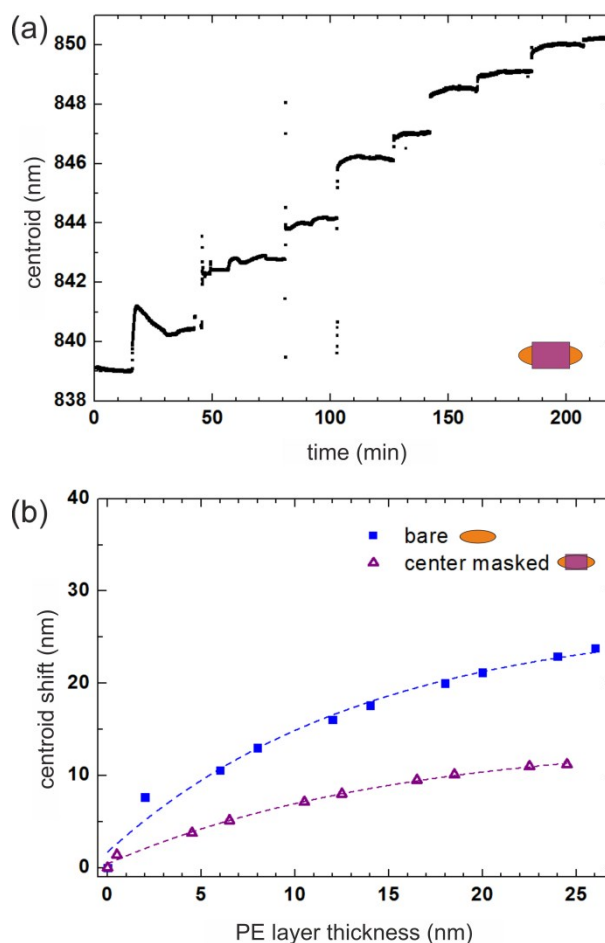 (a)
850
848
846
844
842
840
838
centroid (nm)
0
50
100
150
200
time (min)
(b)
40
30
20
10
0
centroid shift (nm)
bare
center masked
0
5
10
15
20
25
PE layer thickness (nm)